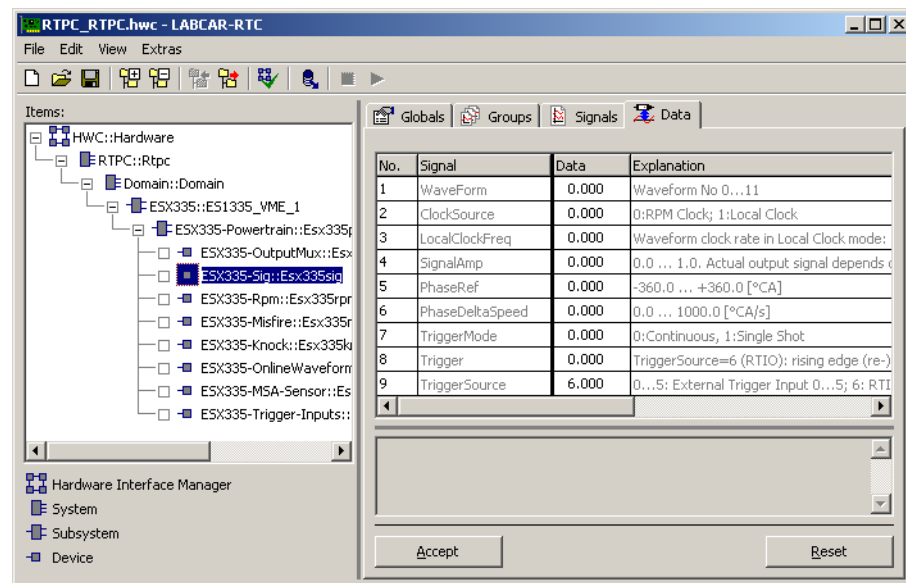 RTPC_RTPC.hwc - LABCAR-RTC
File Edit View Extras
Items:
HWC::Hardware
RTPC::Rtpc
Domain::Domain
ESX335::ES1335_VME_1
ESX335-Powertrain::Esx335p
ESX335-OutputMux::Esx
ESX335-Sig::Esx335sig
ESX335-Rpm::Esx335rpr
ESX335-Misfire::Esx335r
ESX335-Knock::Esx335k
ESX335-OnlineWaveform
ESX335-MSA-Sensor::Es
ESX335-Trigger-Inputs::
Hardware Interface Manager
System
Subsystem
Device
Globals Groups Signals Data
No. Signal Data Explanation
1 WaveForm 0.000 Waveform No 0...11
2 ClockSource 0.000 0:RPM Clock; 1:Local Clock
3 LocalClockFreq 0.000 Waveform clock rate in Local Clock mode:
4 SignalAmp 0.000 0.0 ... 1.0. Actual output signal depends
5 PhaseRef 0.000 -360.0 ... +360.0 [°CA]
6 PhaseDeltaSpeed 0.000 0.0 ... 1000.0 [°CA/s]
7 TriggerMode 0.000 0:Continuous, 1:Single Shot
8 Trigger 0.000 TriggerSource=6 (RTIO): rising edge (re-)
9 TriggerSource 6.000 0...5: External Trigger Input 0...5; 6: RTI
Accept Reset